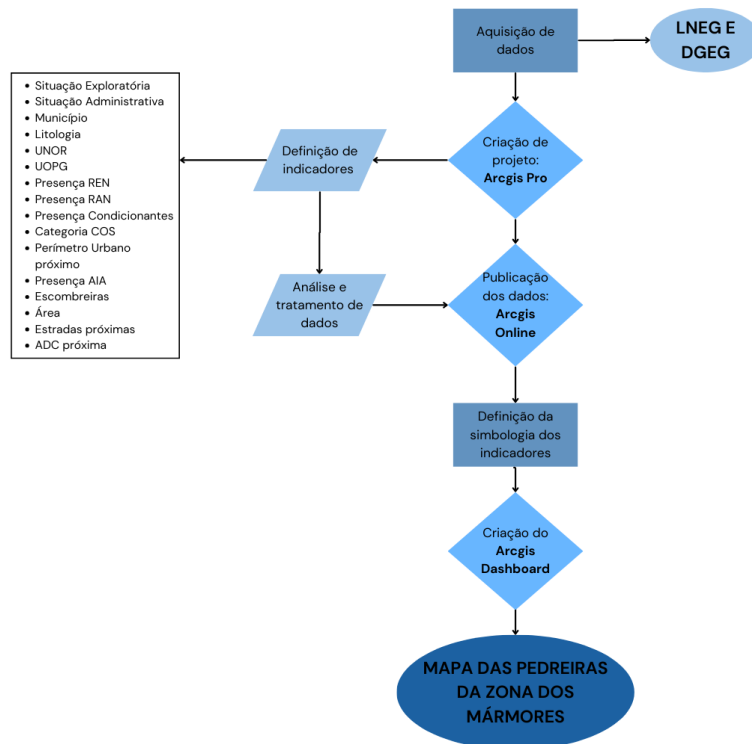 Aquisição de
dados
LNEG E
DGEG
• Situação Exploratória
• Situação Administrativa
• Município
• Litologia
• UNOR
• UOPG
• Presença REN
• Presença RAN
• Presença Condicionantes
• Categoria COS
• Perímetro Urbano
próximo
• Presença AIA
• Escombreiras
• Área
• Estradas próximas
• ADC próxima
Definição de
indicadores
Criação de
projeto:
Arcgis Pro
Análise e
tratamento de
dados
Publicação
dos dados:
Arcgis
Online
Definição da
simbologia dos
indicadores
Criação do
Arcgis
Dashboard
MAPA DAS PEDREIRAS
DA ZONA DOS
MÁRMORES